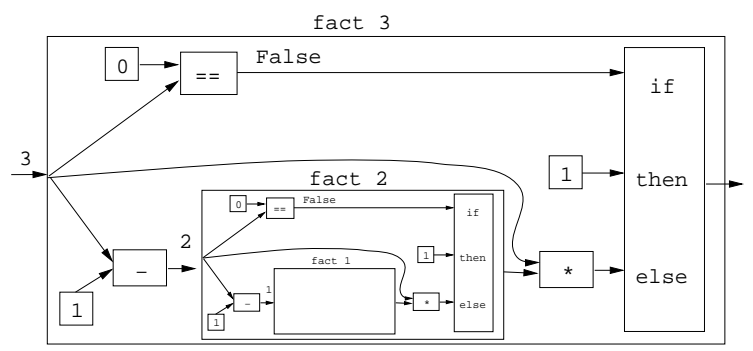 fact 3
0
==
False
if
3
1
then
fact 2
0
==
False
if
2
-
1
then
*
else
fact 1
1
-
*
else
1
1